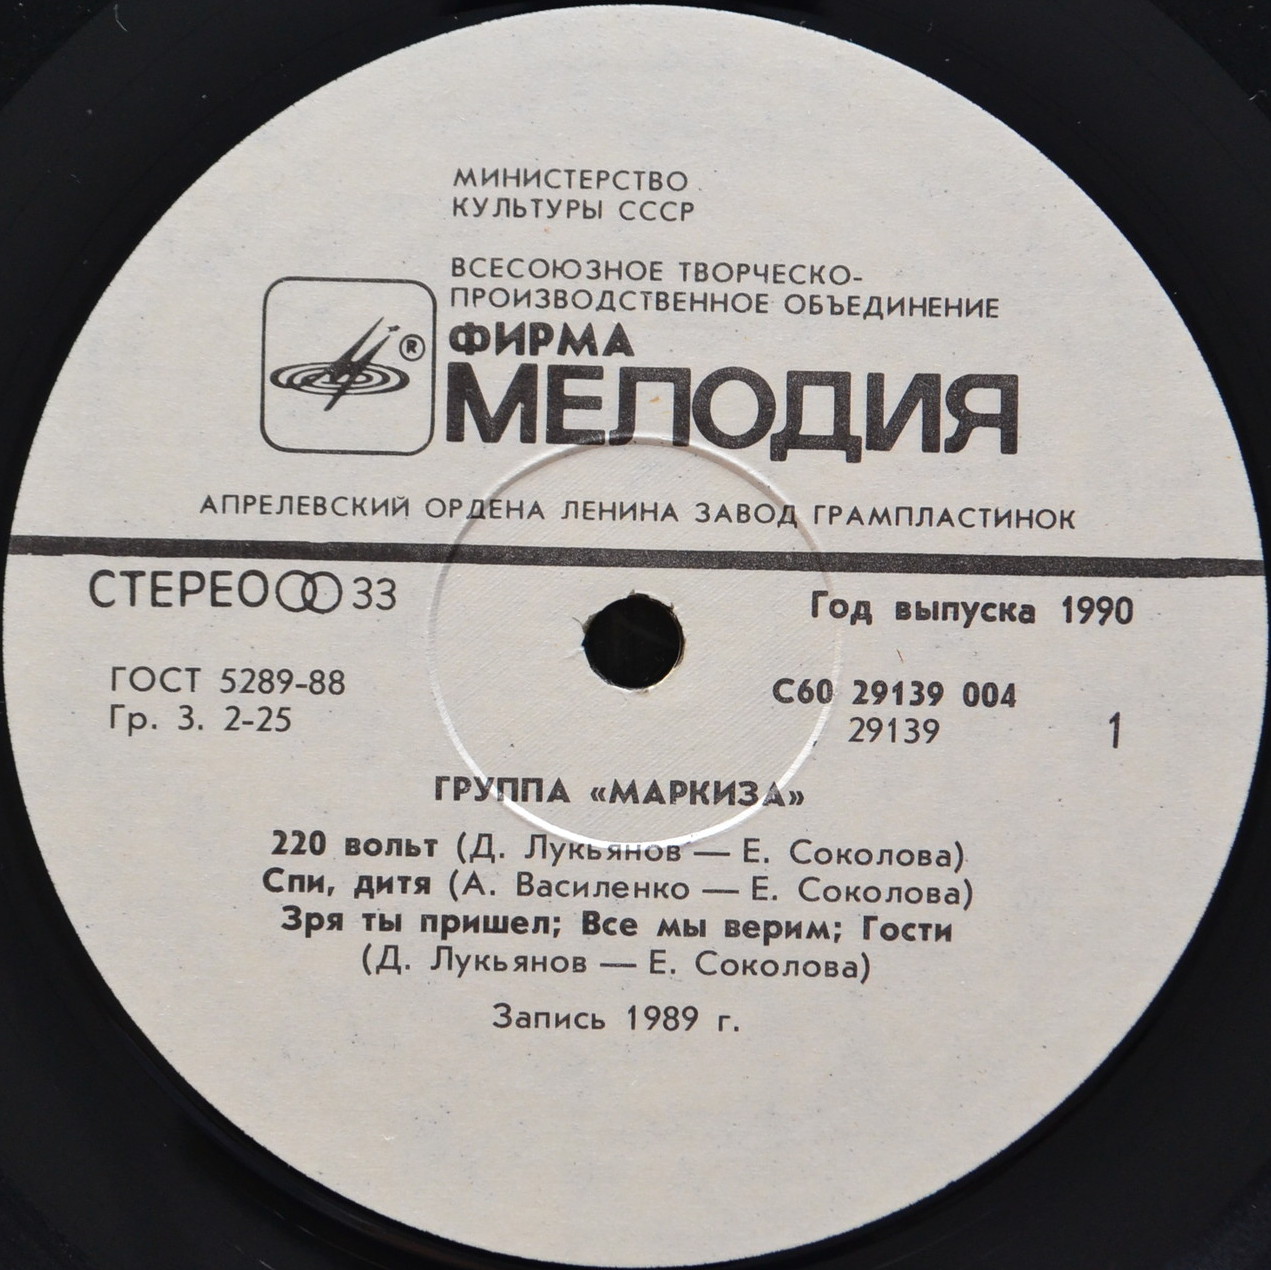 МИНИСТЕРСТВО
КУЛЬТУРЫ СССР
ВСЕСОЮЗНОЕ ТВОРЧЕСКО-
ПРОИЗВОДСТВЕННОЕ ОБЪЕДИНЕНИЕ
ФИРМА
®
МЕЛОДИЯ
АПРЕЛЕВСКИЙ ОРДЕНА ЛЕНИНА ЗАВОД ГРАМПЛАСТИНОК
СТЕРЕО 33
Год выпуска 1990
ГОСТ 5289-88
Гр. 3. 2-25
С60 29139 004
29139
1
ГРУППА «МАРКИЗА»
220 вольт (Д. Лукьянов — Е. Соколова)
Спи, дитя (А. Василенко — Е. Соколова)
Зря ты пришел; Все мы верим; Гости
(Д. Лукьянов — Е. Соколова)
Запись 1989 г.